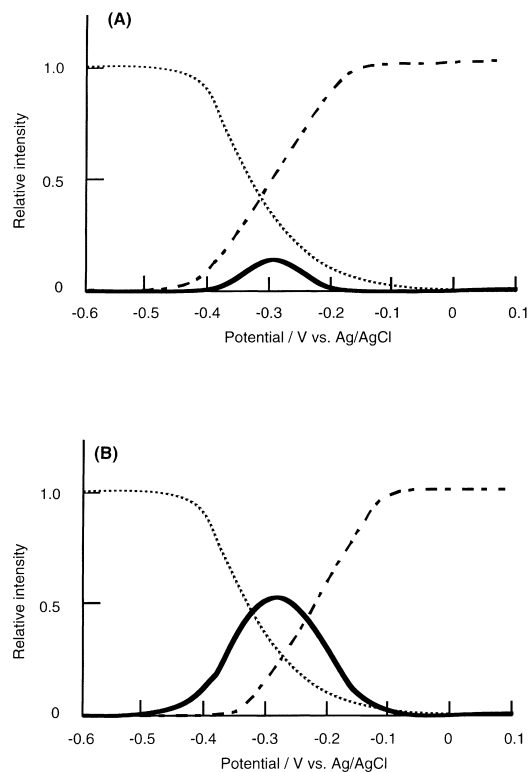 (A)
1.0
0.5
0
Relative intensity
-0.6 -0.5 -0.4 -0.3 -0.2 -0.1 0 0.1
Potential / V vs. Ag/AgCl
(B)
1.0
0.5
0
Relative intensity
-0.6 -0.5 -0.4 -0.3 -0.2 -0.1 0 0.1
Potential / V vs. Ag/AgCl